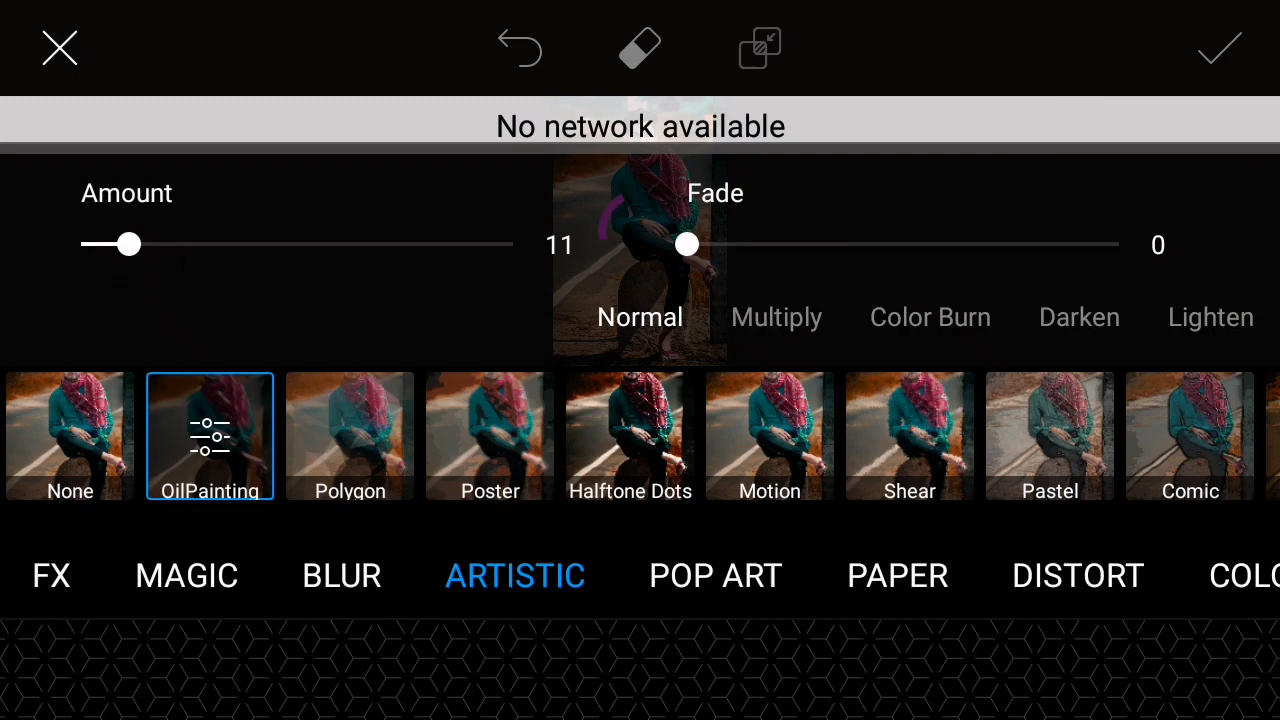 No network available
Amount
11
Fade
0
Normal Multiply Color Burn Darken Lighten
None OilPainting Polygon Poster Halftone Dots Motion Shear Pastel Comic
FX MAGIC BLUR ARTISTIC POP ART PAPER DISTORT COLO